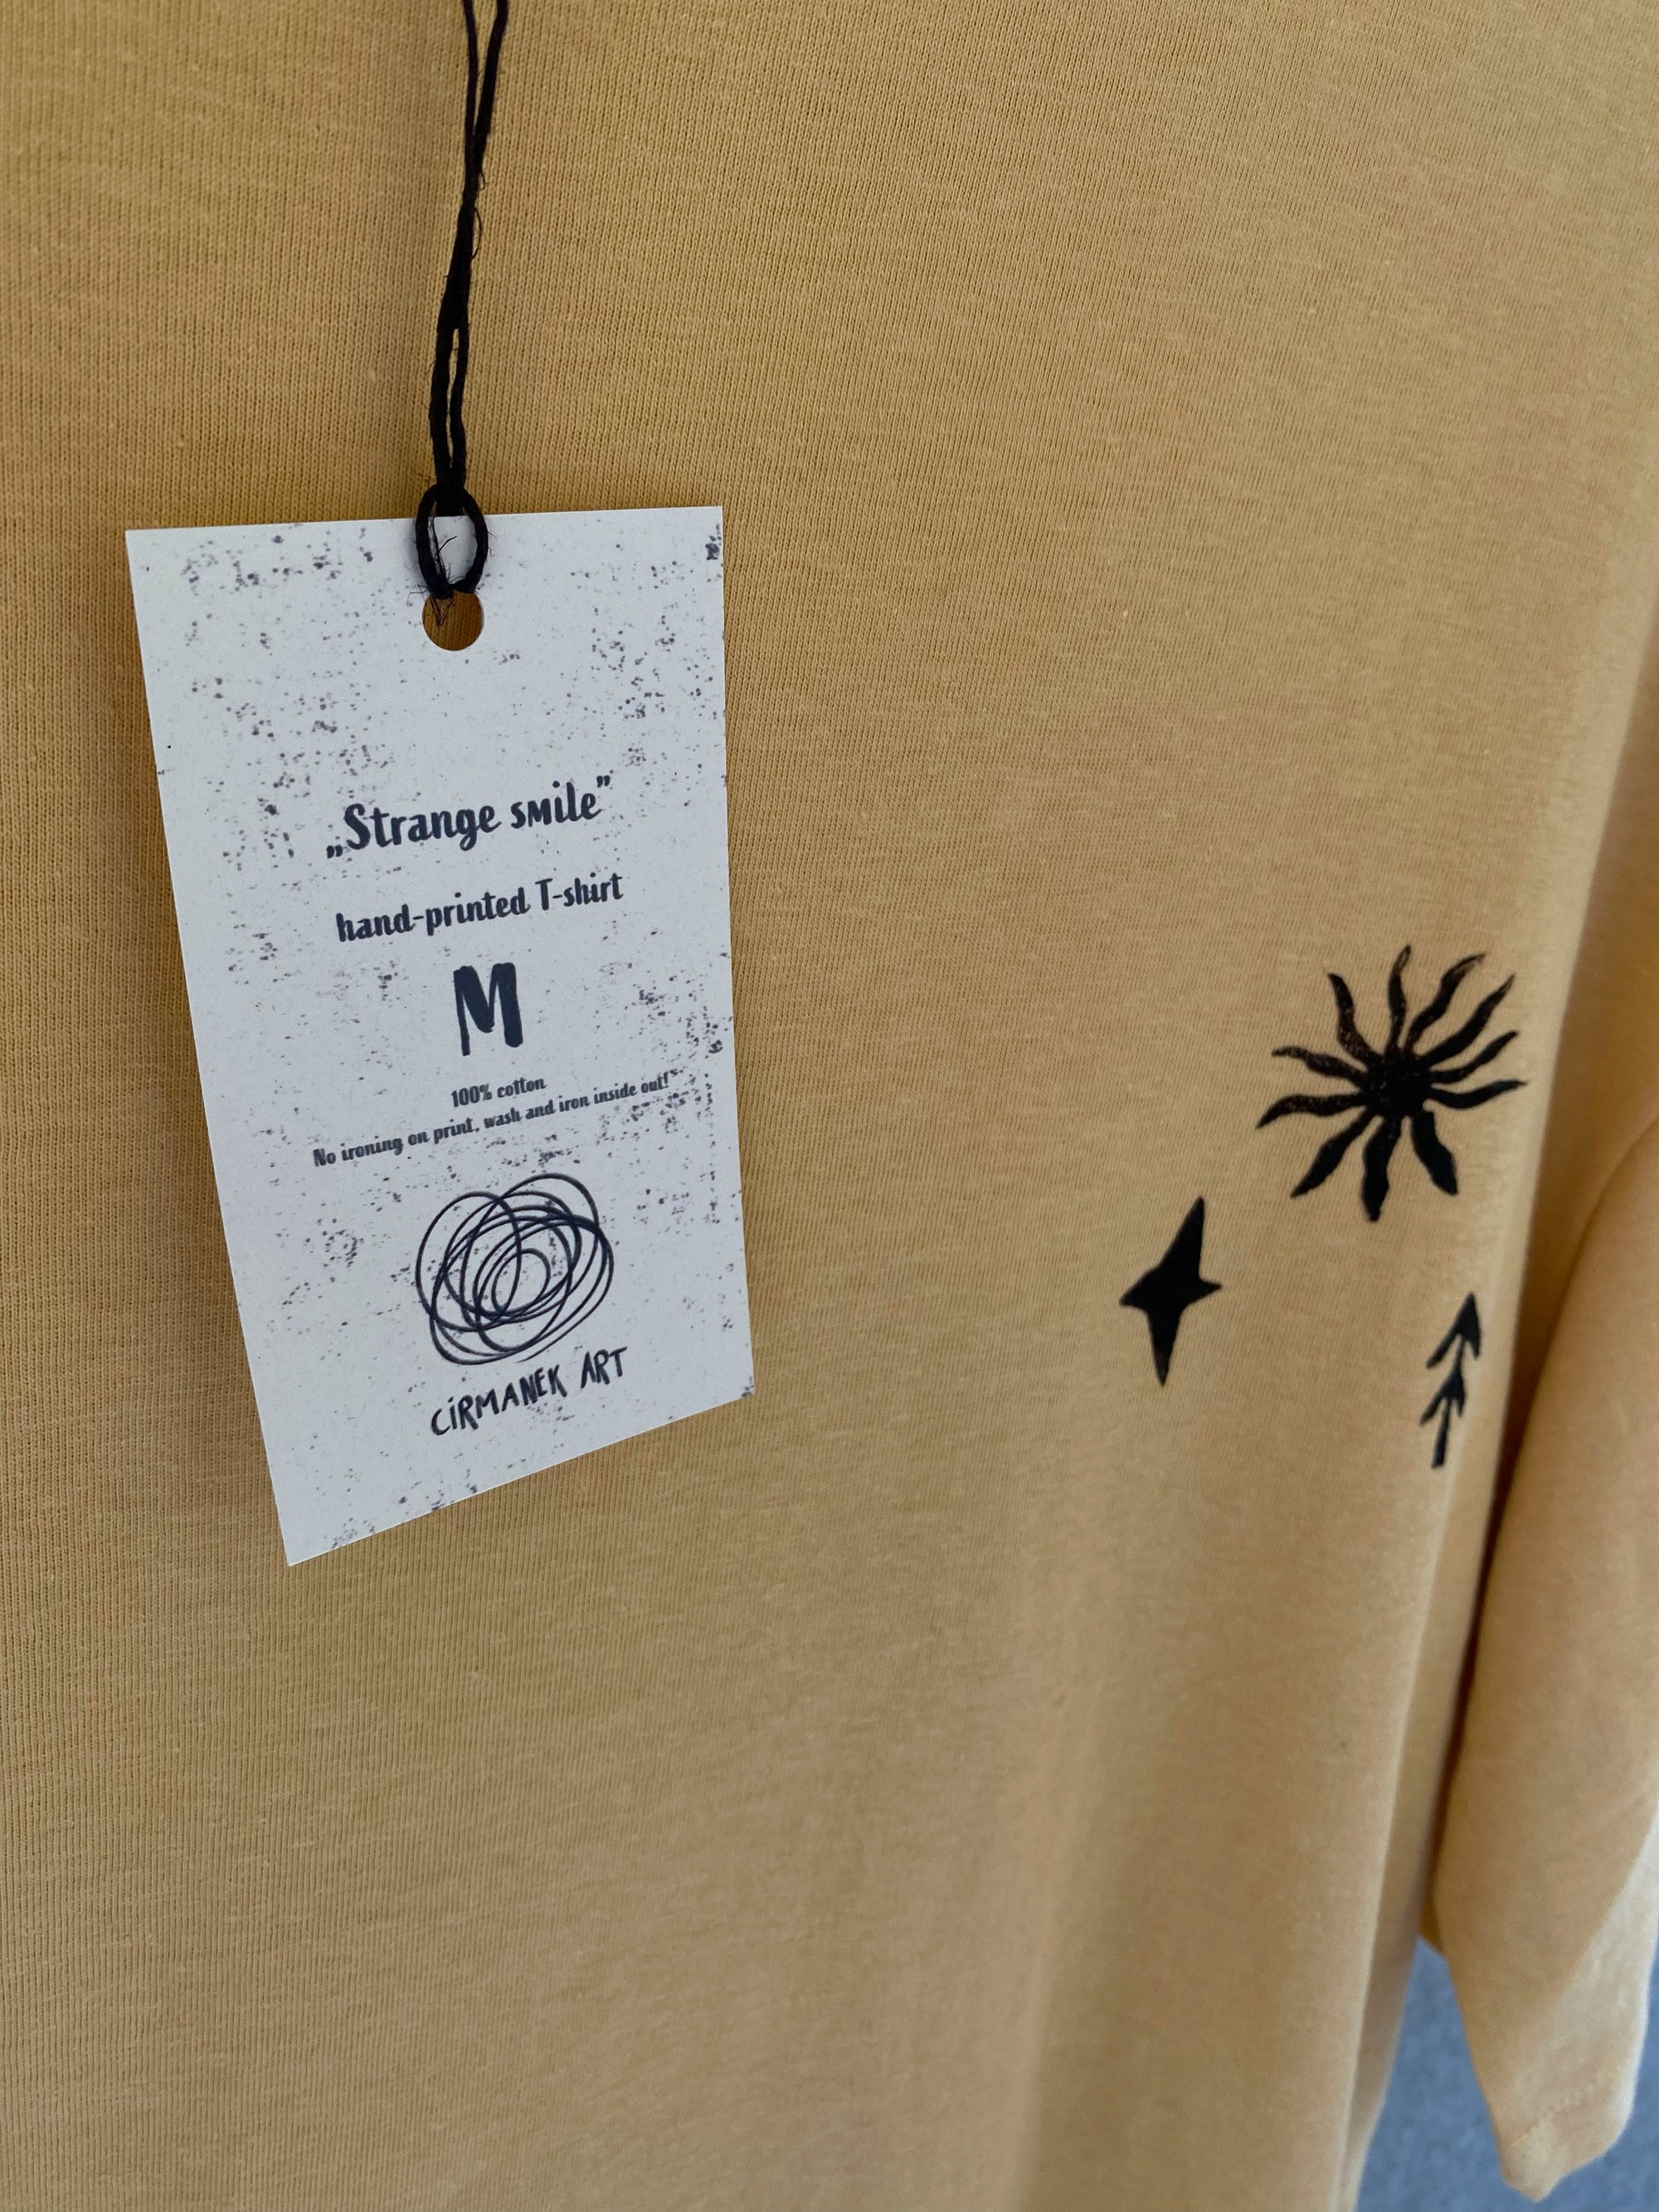 „Strange smile”
hand-printed T-shirt
M
100% cotton
No ironing on print, wash and iron inside out!
CiRMANEK ART